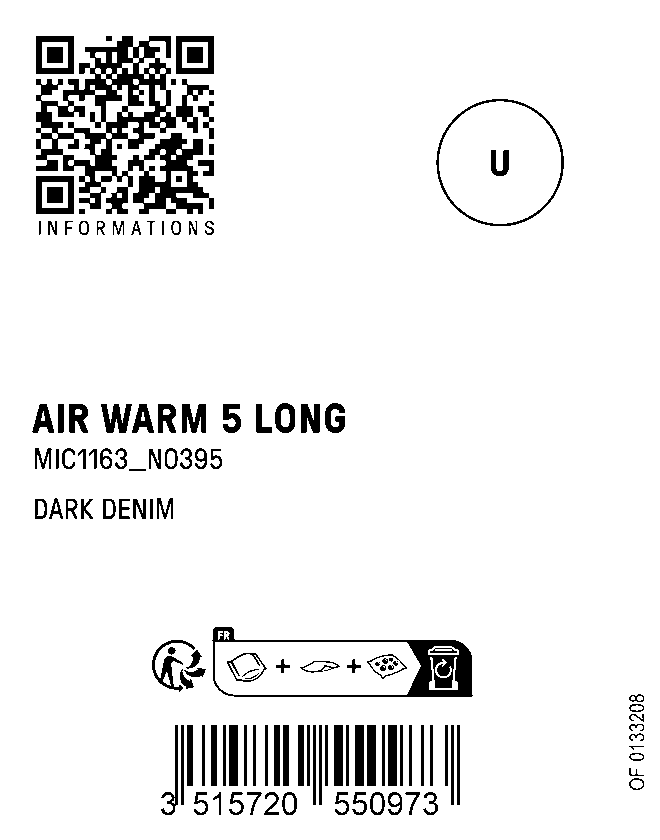 INFORMATIONS
U
AIR WARM 5 LONG
MIC1163_N0395
DARK DENIM
FR
3 515720 550973
OF 0133208